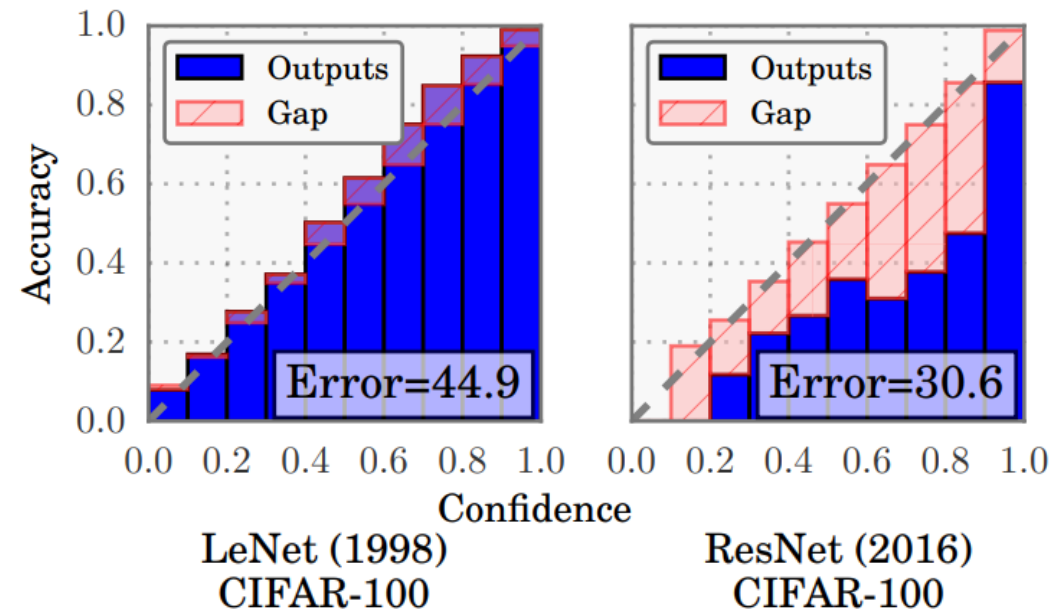 Accuracy
1.0
0.8
0.6
0.4
0.2
0.0
Outputs
Gap
Error=44.9
0.0 0.2 0.4 0.6 0.8 1.0
Outputs
Gap
Error=30.6
0.0 0.2 0.4 0.6 0.8 1.0
Confidence
LeNet (1998)
CIFAR-100
ResNet (2016)
CIFAR-100